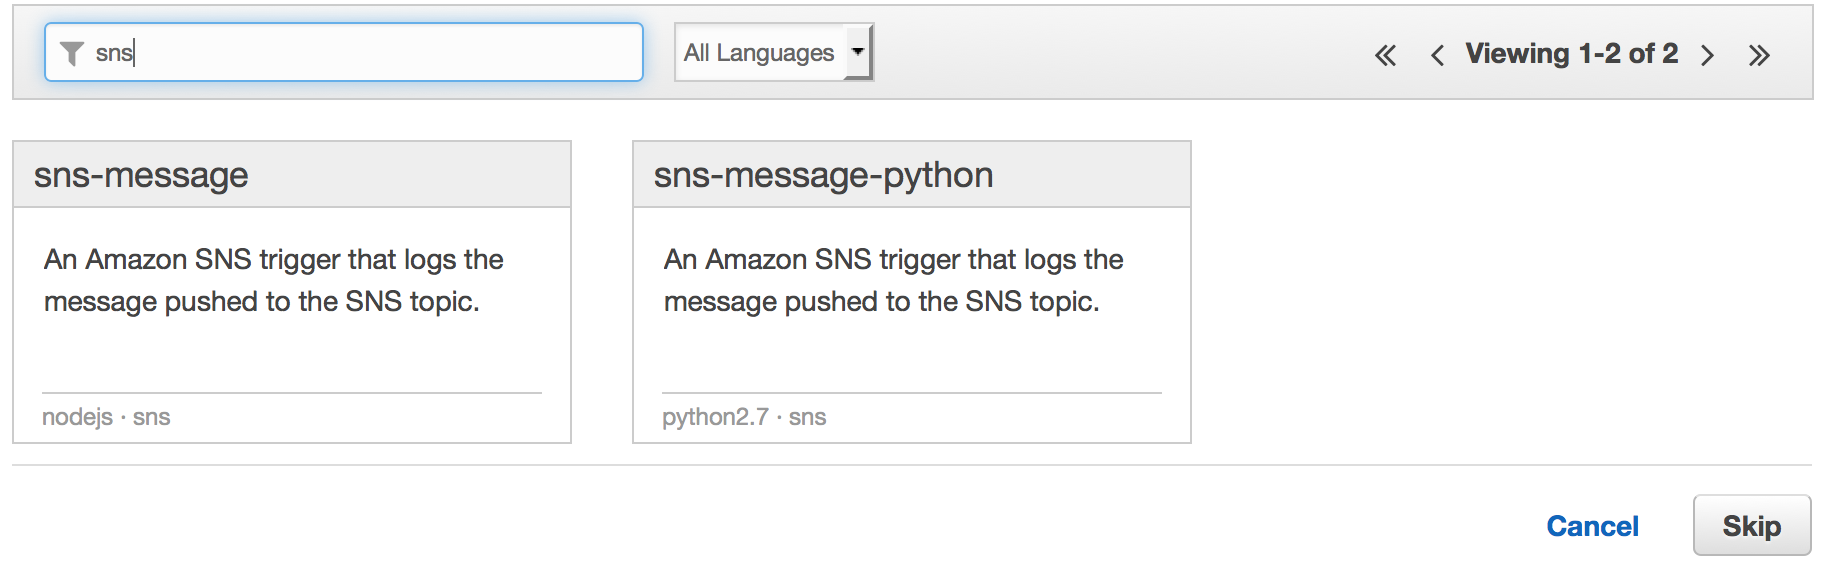 sns
All Languages
« < Viewing 1-2 of 2 > »
sns-message
An Amazon SNS trigger that logs the
message pushed to the SNS topic.
nodejs · sns
sns-message-python
An Amazon SNS trigger that logs the
message pushed to the SNS topic.
python2.7 · sns
Cancel
Skip